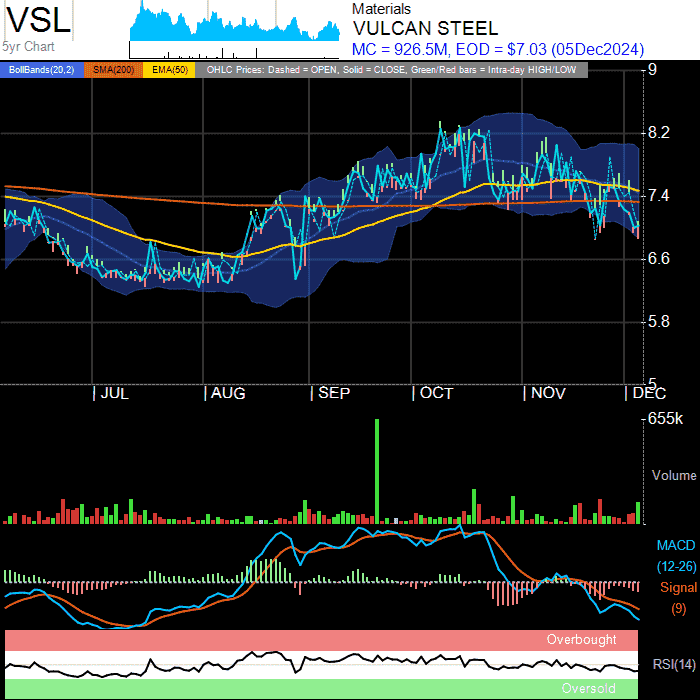 VSL
5yr Chart
Materials
VULCAN STEEL
MC = 926.5M, EOD = $7.03 (05Dec2024)
BollBands(20,2) SMA(200) EMA(50) OHLC Prices: Dashed = OPEN, Solid = CLOSE, Green/Red bars = Intra-day HIGH/LOW
9
8.2
7.4
6.6
5.8
5
JUL AUG SEP OCT NOV DEC
655k
Volume
MACD
(12-26)
Signal
(9)
Overbought
RSI(14)
Oversold